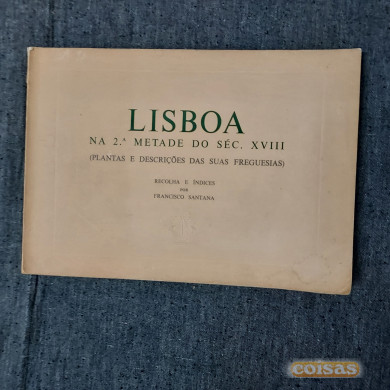 LISBOA
NA 2.ª METADE DO SÉC. XVIII
(PLANTAS E DESCRIÇÕES DAS SUAS FREGUESIAS)
RECOLHA E ÍNDICES
POR
FRANCISCO SANTANA
coisas